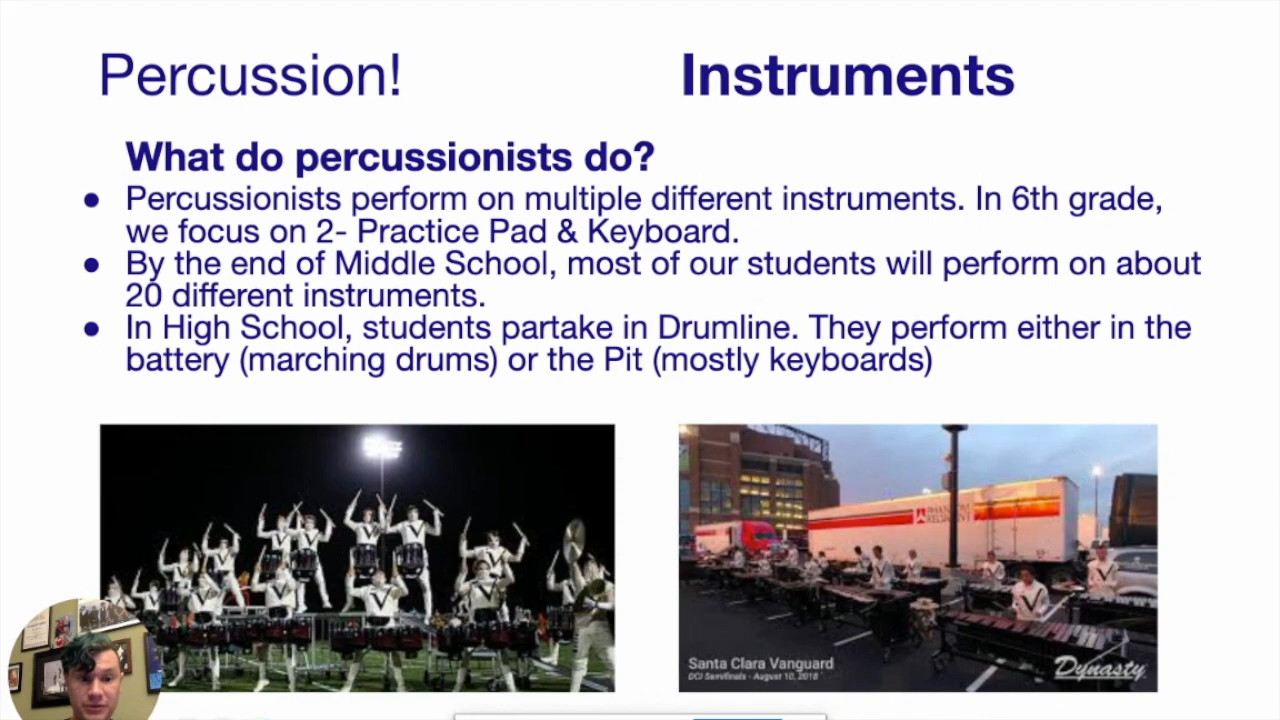 Percussion!
Instruments
What do percussionists do?
● Percussionists perform on multiple different instruments. In 6th grade,
we focus on 2- Practice Pad & Keyboard.
● By the end of Middle School, most of our students will perform on about
20 different instruments.
● In High School, students partake in Drumline. They perform either in the
battery (marching drums) or the Pit (mostly keyboards)
PHANTOM
REGIMENT
Santa Clara Vanguard
DCI Semifinals - August 10, 2018
Dynasty